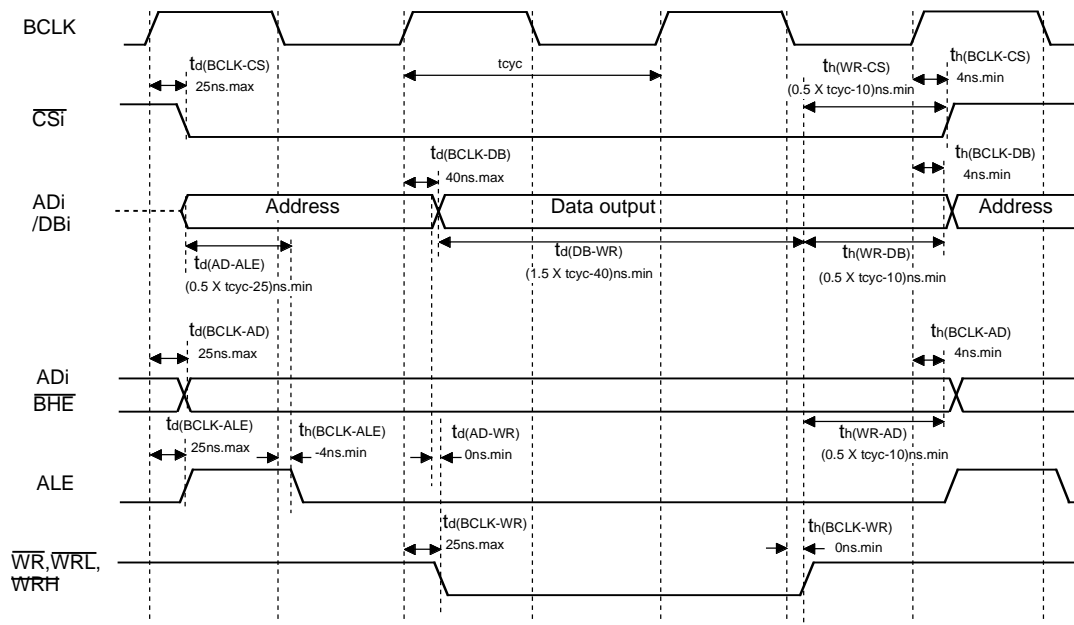 BCLK
td(BCLK-CS)
25ns.max
tcyc
th(WR-CS)
(0.5 X tcyc-10)ns.min
th(BCLK-CS)
4ns.min
CSi
td(BCLK-DB)
40ns.max
th(BCLK-DB)
4ns.min
ADi
/DBi
Address
Data output
Address
td(AD-ALE)
(0.5 X tcyc-25)ns.min
td(DB-WR)
(1.5 X tcyc-40)ns.min
th(WR-DB)
(0.5 X tcyc-10)ns.min
td(BCLK-AD)
25ns.max
th(BCLK-AD)
4ns.min
ADi
BHE
td(BCLK-ALE)
25ns.max
th(BCLK-ALE)
-4ns.min
td(AD-WR)
0ns.min
th(WR-AD)
(0.5 X tcyc-10)ns.min
ALE
td(BCLK-WR)
25ns.max
th(BCLK-WR)
0ns.min
WR,WRL,
WRH